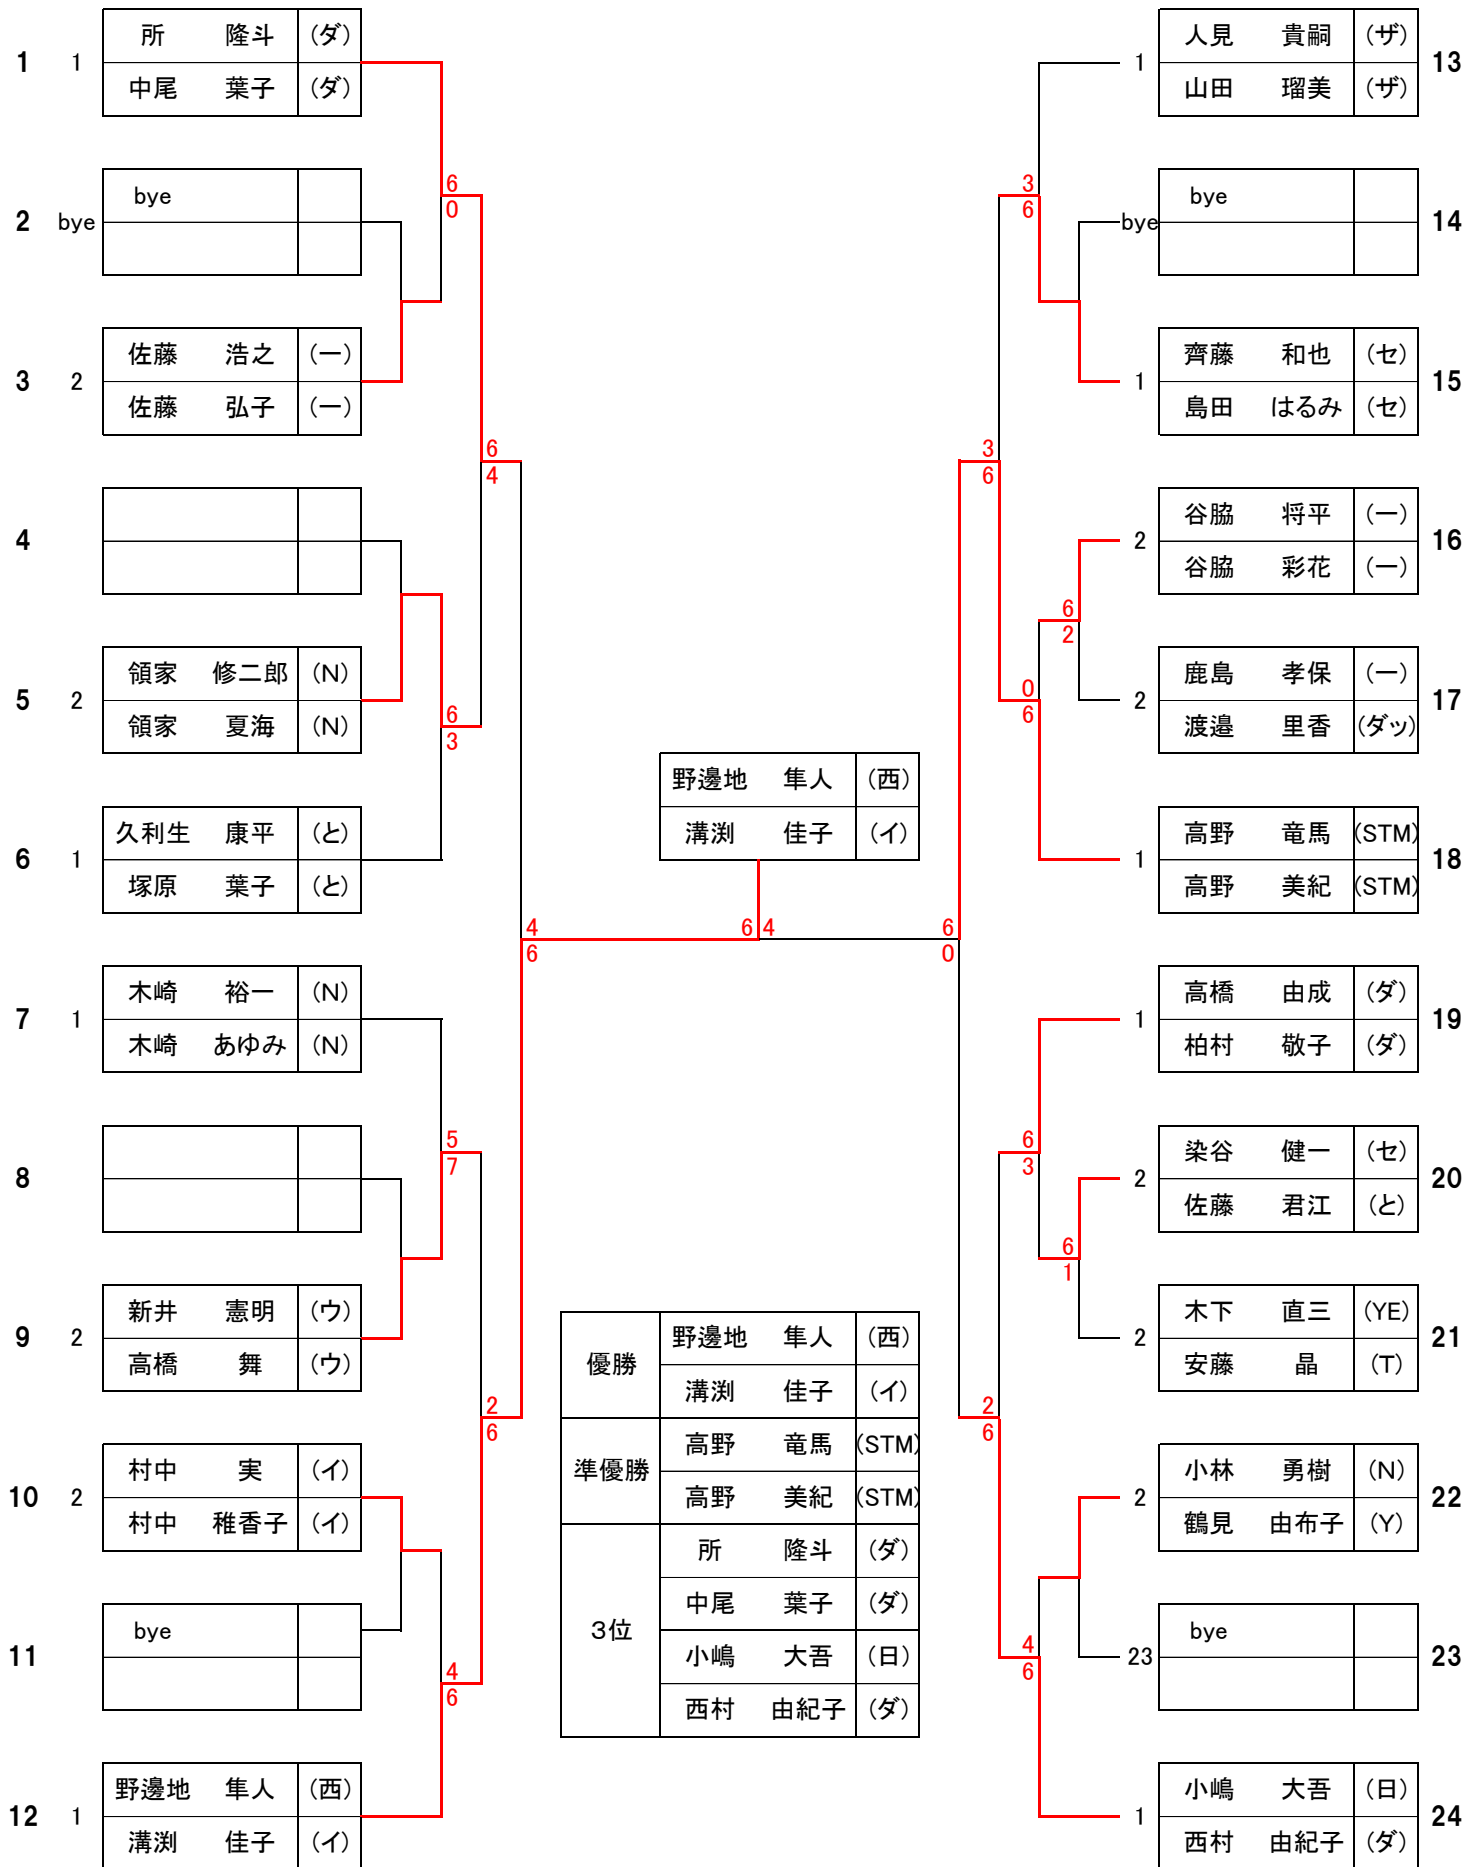 1 1 所 隆斗 (ダ)
中尾 葉子 (ダ)
6
0
2 bye bye
3 2 佐藤 浩之 (一)
佐藤 弘子 (一)
6
4
4
5 2 領家 修二郎 (N)
領家 夏海 (N)
6
3
6 1 久利生 康平 (と)
塚原 葉子 (と)
4
6
7 1 木崎 裕一 (N)
木崎 あゆみ (N)
5
7
8
9 2 新井 憲明 (ウ)
高橋 舞 (ウ)
2
6
10 2 村中 実 (イ)
村中 稚香子 (イ)
11 bye
4
6
12 1 野邊地 隼人 (西)
溝渕 佳子 (イ)
野邊地 隼人 (西)
溝渕 佳子 (イ)
6 4
優勝 野邊地 隼人 (西)
溝渕 佳子 (イ)
準優勝 高野 竜馬 (STM)
高野 美紀 (STM)
3位 所 隆斗 (ダ)
中尾 葉子 (ダ)
小嶋 大吾 (日)
西村 由紀子 (ダ)
1 人見 貴嗣 (ザ) 13
山田 瑠美 (ザ)
3
6
bye bye 14
1 齊藤 和也 (セ) 15
島田 はるみ (セ)
3
6
2 谷脇 将平 (一) 16
谷脇 彩花 (一)
6
2
2 鹿島 孝保 (一) 17
渡邉 里香 (ダッ)
0
6
1 高野 竜馬 (STM) 18
高野 美紀 (STM)
6
0
1 高橋 由成 (ダ) 19
柏村 敬子 (ダ)
6
3
2 染谷 健一 (セ) 20
佐藤 君江 (と)
6
1
2 木下 直三 (YE) 21
安藤 晶 (T)
2
6
2 小林 勇樹 (N) 22
鶴見 由布子 (Y)
23 bye 23
4
6
1 小嶋 大吾 (日) 24
西村 由紀子 (ダ)